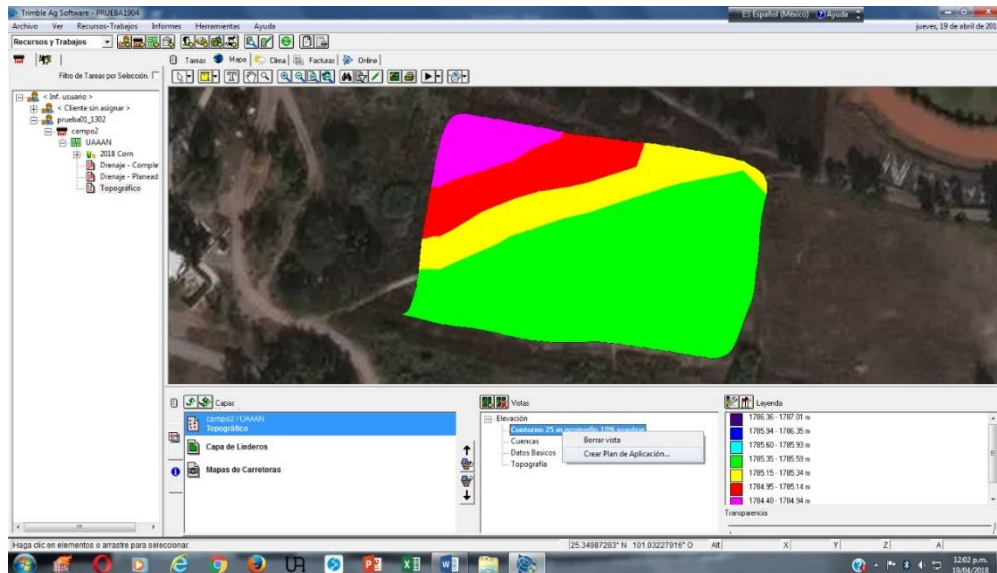 Trimble Ag Software - PRUEBA1904
ES Español (México) Ayuda
Archivo Ver Recursos-Trabajos Informes Herramientas Ayuda
jueves, 19 de abril de 201
Recursos y Trabajos
Tareas Mapa Clima Facturas Online
Filtro de Tareas por Selección.
< Inf. usuario >
< Cliente sin asignar >
prueba01_1302
campo2
UAAAN
2018 Corn
Drenaje - Comple
Drenaje - Planead
Topográfico
Capas
campo2 / UAAAN
Topográfico
Capa de Linderos
Mapas de Carreteras
Vistas
Elevación
Contorno 25 m promedio 10% suavizar
Cuencas
Datos Basicos
Topografía
Borrar vista
Crear Plan de Aplicación...
Leyenda
1786.36 - 1787.01 m
1785.94 - 1786.35 m
1785.60 - 1785.93 m
1785.35 - 1785.59 m
1785.15 - 1785.34 m
1784.95 - 1785.14 m
1784.48 - 1784.94 m
Transparencia
Haga clic en elementos o arrastre para seleccionar.
25.34987283° N 101.03227916° O Alt X Y Z A
12:02 p.m.
19/04/2018